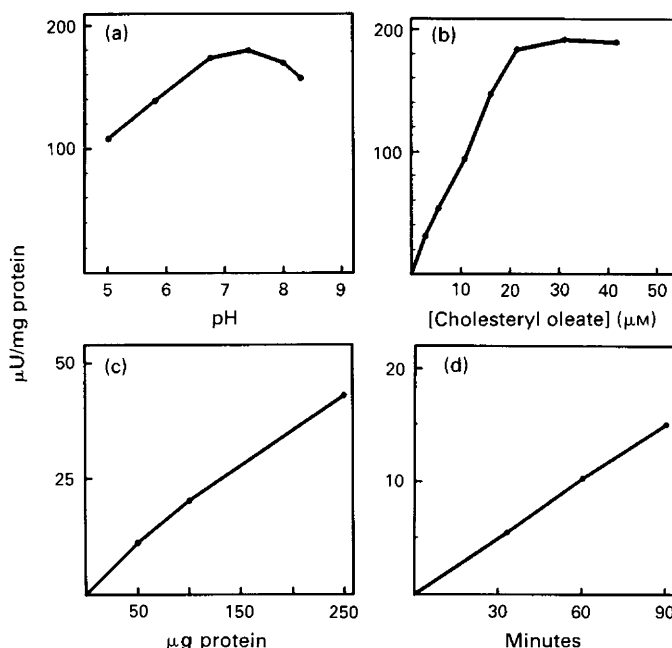 μU/mg protein
(a)
200
100
5 6 7 8 9
pH
(b)
200
100
10 20 30 40 50
[Cholesteryl oleate] (μM)
(c)
50
25
50 150 250
μg protein
(d)
20
10
30 60 90
Minutes